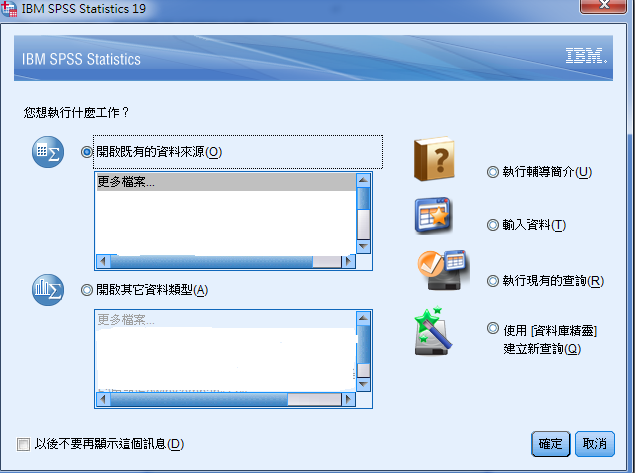 IBM SPSS Statistics 19
IBM SPSS Statistics
IBM.
您想執行什麼工作？
開啟既有的資料來源(O)
更多檔案...
開啟其它資料類型(A)
更多檔案...
執行輔導簡介(U)
輸入資料(T)
執行現有的查詢(R)
使用 [資料庫精靈]
建立新查詢(Q)
以後不要再顯示這個訊息(D)
確定
取消